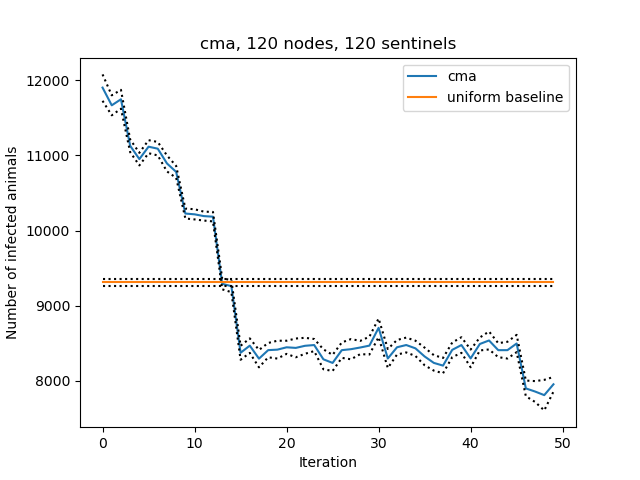 cma, 120 nodes, 120 sentinels
cma
uniform baseline
Number of infected animals
12000
11000
10000
9000
8000
0 10 20 30 40 50
Iteration